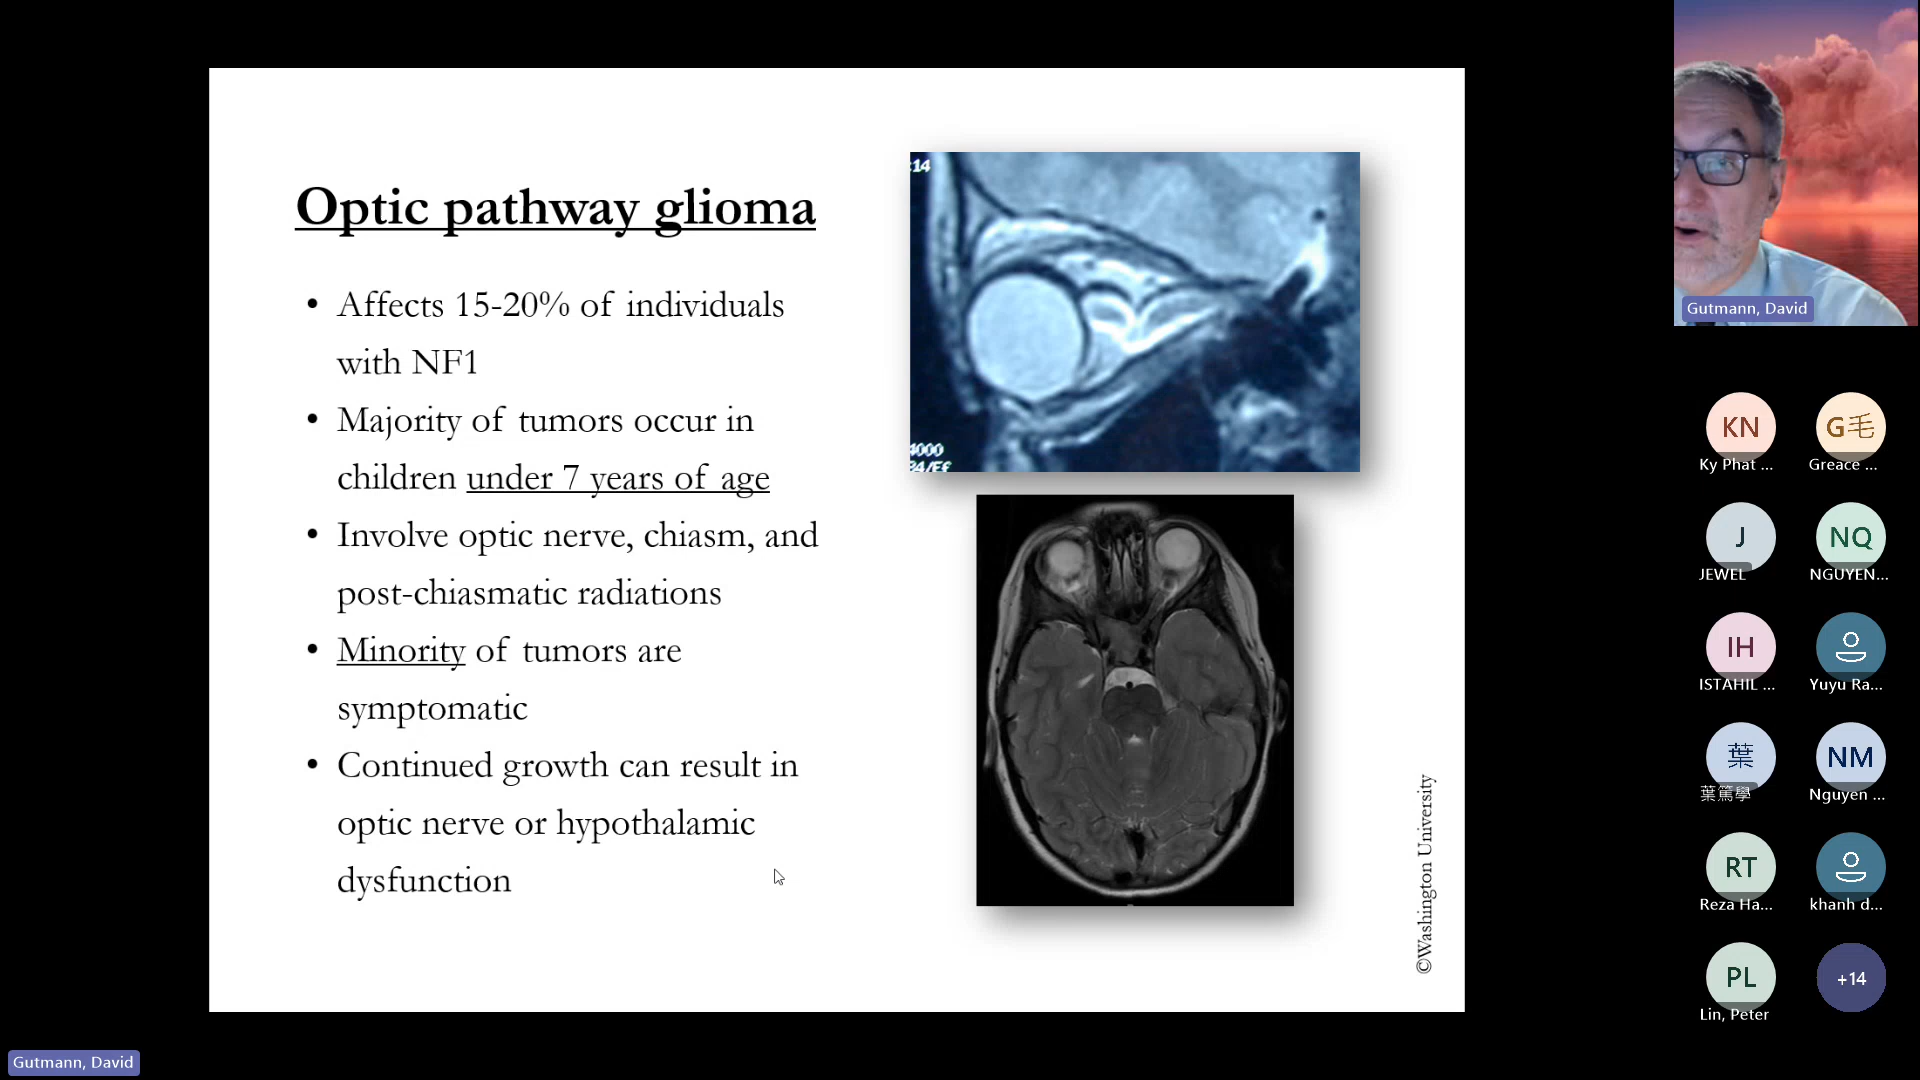 Optic pathway glioma
• Affects 15-20% of individuals
with NF1
• Majority of tumors occur in
children under 7 years of age
• Involve optic nerve, chiasm, and
post-chiasmatic radiations
• Minority of tumors are
symptomatic
• Continued growth can result in
optic nerve or hypothalamic
dysfunction
:14
4000
©Washington University
Gutmann, David
KN
Ky Phat ...
G毛
Greace ...
J
JEWEL
NQ
NGUYEN...
IH
ISTAHIL ...
Yuyu Ra...
葉
葉篤學
NM
Nguyen ...
RT
Reza Ha...
khanh d...
PL
Lin, Peter
+14
Gutmann, David